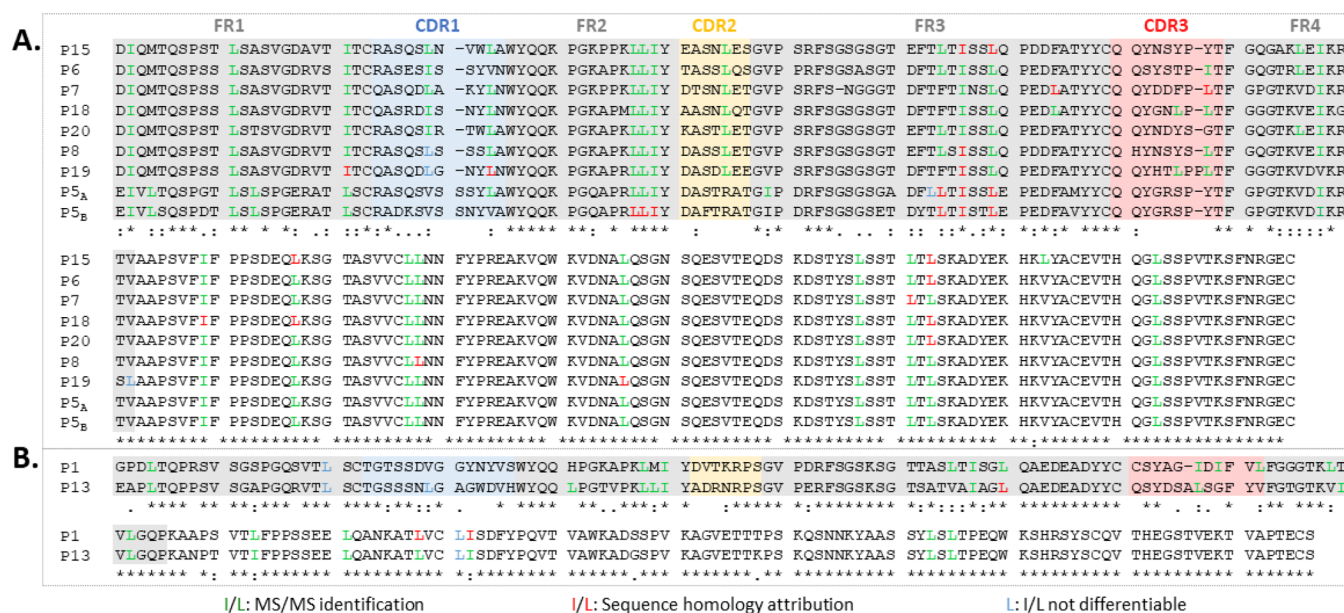 FR1 CDR1 FR2 CDR2 FR3 CDR3 FR4
A.
P15 DIQMTQSPST LSASVGDAVT ITCRASQSLN -VWLAWYQQK PGKPPKLLIY EASNLESGVP SRFSGSGSGT EFTLTISSLQ PDDFATYYCQ QYNSYP-YTF GQGAKLEIKR
P6 DIQMTQSPSS LSASVGDRVS ITCRASESIS -SYVNWYQQK PGKAPKLLIY TASSLQSGVP PRFSGSASGT DFTLTISSLQ PEDFATYYCQ QSYSTP-ITF GQGTRLEIKR
P7 DIQMTQSPSS LSASVGDRVT ITCRASQDLA -KYLNWYQQK PGKAPKLLIY DTSNLETGVP SRFS-NGGGT DFTFTINSLQ PEDLATYYCQ QYDDFP-LTF GGGTKVDIKR
P18 DIQMTQSPSS LSASVGDRVT ITCRASRDIS -NYLAWYQQK PGKAPMLLIY AASNLQTGVP SRFSGSGSGT DFTFTISSLQ PEDLATYYCQ QYGNLP-LTF GGGTKVDIKR
P20 DIQMTQSPST LSTSVGDRVT ITCRASQSIR -TWLAWYQQK PGKAPKLLIY KASTLETGVP SRFSGSGSGT EFTLTISSLQ PEDFATYYCQ QYNDYS-GTF GQGTKLEIKR
P8 DIQMTQSPST LSASVGDRVT ITCRASQSLS -SSLAWYQQK PGKAPKLLIY DASSLETGVP SRFSGSGSGT EFTLSISSLQ PEDFATYYCQ HYNSYS-LTF GQGTKVEIKR
P19 DIQMTQSPSS LSASVGDRVT ITCRASQDLG -NYLNWYQQK PGKAPKLLIY DASDLEEGVP SRFSGSGSGT DFTFTISSLQ PEDFATYYCQ QYHTLPPLTF GQGTKVDVKR
P5A EIVLTQSPGT LSLSPGERAT LSCRASQSVS SSYLAWYQQK PGQAPRLLIY DASTRATGIP DRFSGSGSGA DFLLTISSLE PEDFAMYYCQ QYGRSP-YTF GPGTKVDIKR
P5B EIVLSQSPDT LSLSPGERAT LSCRADKSVS SNYVAWYQQK PGQAPRLLIY DAFTRATGIP DRFSGSGSET DYTLTISTLE PEDFAVYYCQ QYGRSP-YTF GPGTKVDIKR
P15 TVAAPSVFIF PPSDEQLKSG TASVVCLLNN FYPREAKVQW KVDNALQSGN SQESVTEQDS KDSTYSLSST LTLSKADYEK HKLYACEVTH QGLSSPVTKSFNRGEC
P6 TVAAPSVFIF PPSDEQLKSG TASVVCLLNN FYPREAKVQW KVDNALQSGN SQESVTEQDS KDSTYSLSST LTLSKADYEK HKVYACEVTH QGLSSPVTKSFNRGEC
P7 TVAAPSVFIF PPSDEQLKSG TASVVCLLNN FYPREAKVQW KVDNALQSGN SQESVTEQDS KDSTYSLSST LTLSKADYEK HKVYACEVTH QGLSSPVTKSFNRGEC
P18 TVAAPSVFIF PPSDEQLKSG TASVVCLLNN FYPREAKVQW KVDNALQSGN SQESVTEQDS KDSTYSLSST LTLSKADYEK HKVYACEVTH QGLSSPVTKSFNRGEC
P20 TVAAPSVFIF PPSDEQLKSG TASVVCLLNN FYPREAKVQW KVDNALQSGN SQESVTEQDS KDSTYSLSST LTLSKADYEK HKVYACEVTH QGLSSPVTKSFNRGEC
P8 TVAAPSVFIF PPSDEQLKSG TASVVCLLNN FYPREAKVQW KVDNALQSGN SQESVTEQDS KDSTYSLSST LTLSKADYEK HKVYACEVTH QGLSSPVTKSFNRGEC
P19 SLAAPSVFIF PPSDEQLKSG TASVVCLLNN FYPREAKVQW KVDNALQSGN SQESVTEQDS KDSTYSLSST LTLSKADYEK HKVYACEVTH QGLSSPVTKSFNRGEC
P5A TVAAPSVFIF PPSDEQLKSG TASVVCLLNN FYPREAKVQW KVDNALQSGN SQESVTEQDS KDSTYSLSST LTLSKADYEK HKVYACEVTH QGLSSPVTKSFNRGEC
P5B TVAAPSVFIF PPSDEQLKSG TASVVCLLNN FYPREAKVQW KVDNALQSGN SQESVTEQDS KDSTYSLSST LTLSKADYEK HKVYACEVTH QGLSSPVTKSFNRGEC
B.
P1 GPDLTQPRSV SGSPGQSVTL SCTGTSSDVG GYNYVSWYQQ HPGKAPKLMI YDVTKRPSGV PDRFSGSKSG TTASLTISGL QAEDEADYYC CSYAG-IDIF VLFGGGTKLT
P13 EAPLTQPPSV SGAPGQRVTL SCTGSSSNLG AGWDVHWYQQ LPGTVPKLLI YADRNRPSGV PERFSGSKSG TSATVAIAGL QAEDEADYYC QSYDSALSGF YVFGTGTKVI
P1 VLGQPKAAPS VTLFPPSSEE LQANKATLVC LISDFYPQVT VAWKADSSPV KAGVETTTPS KQSNNKYAAS SYLSLTPEQW KSHRSYSCQV THEGSTVEKT VAPTECS
P13 VLGQPKANPT VTIFPPSSEE LQANKATLVC LISDFYPQVT VAWKADGSPV KAGVETTKPS KQSNNKYAAS SYLSLTPEQW KSHRSYSCQV THEGSTVEKT VAPTECS
I/L: MS/MS identification I/L: Sequence homology attribution L: I/L not differentiable